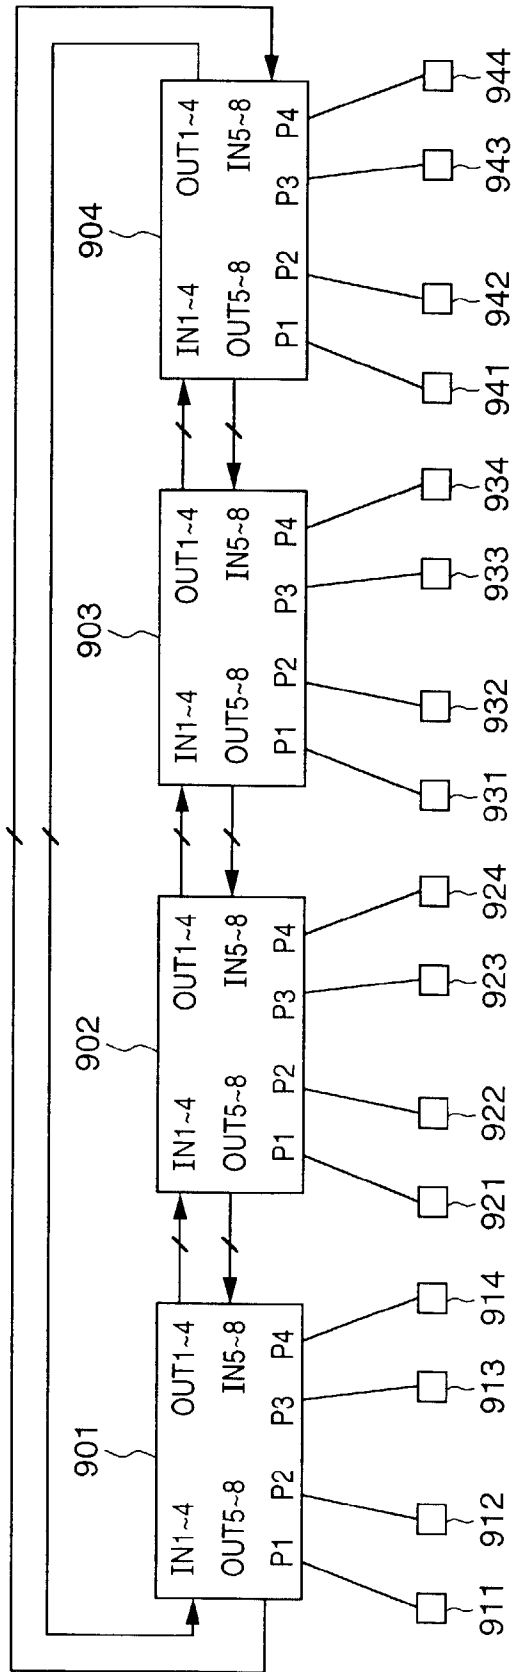 901
IN1~4 OUT1~4
OUT5~8 IN5~8
P1 P2 P3 P4
911 912 913 914
902
IN1~4 OUT1~4
OUT5~8 IN5~8
P1 P2 P3 P4
921 922 923 924
903
IN1~4 OUT1~4
OUT5~8 IN5~8
P1 P2 P3 P4
931 932 933 934
904
IN1~4 OUT1~4
OUT5~8 IN5~8
P1 P2 P3 P4
941 942 943 944